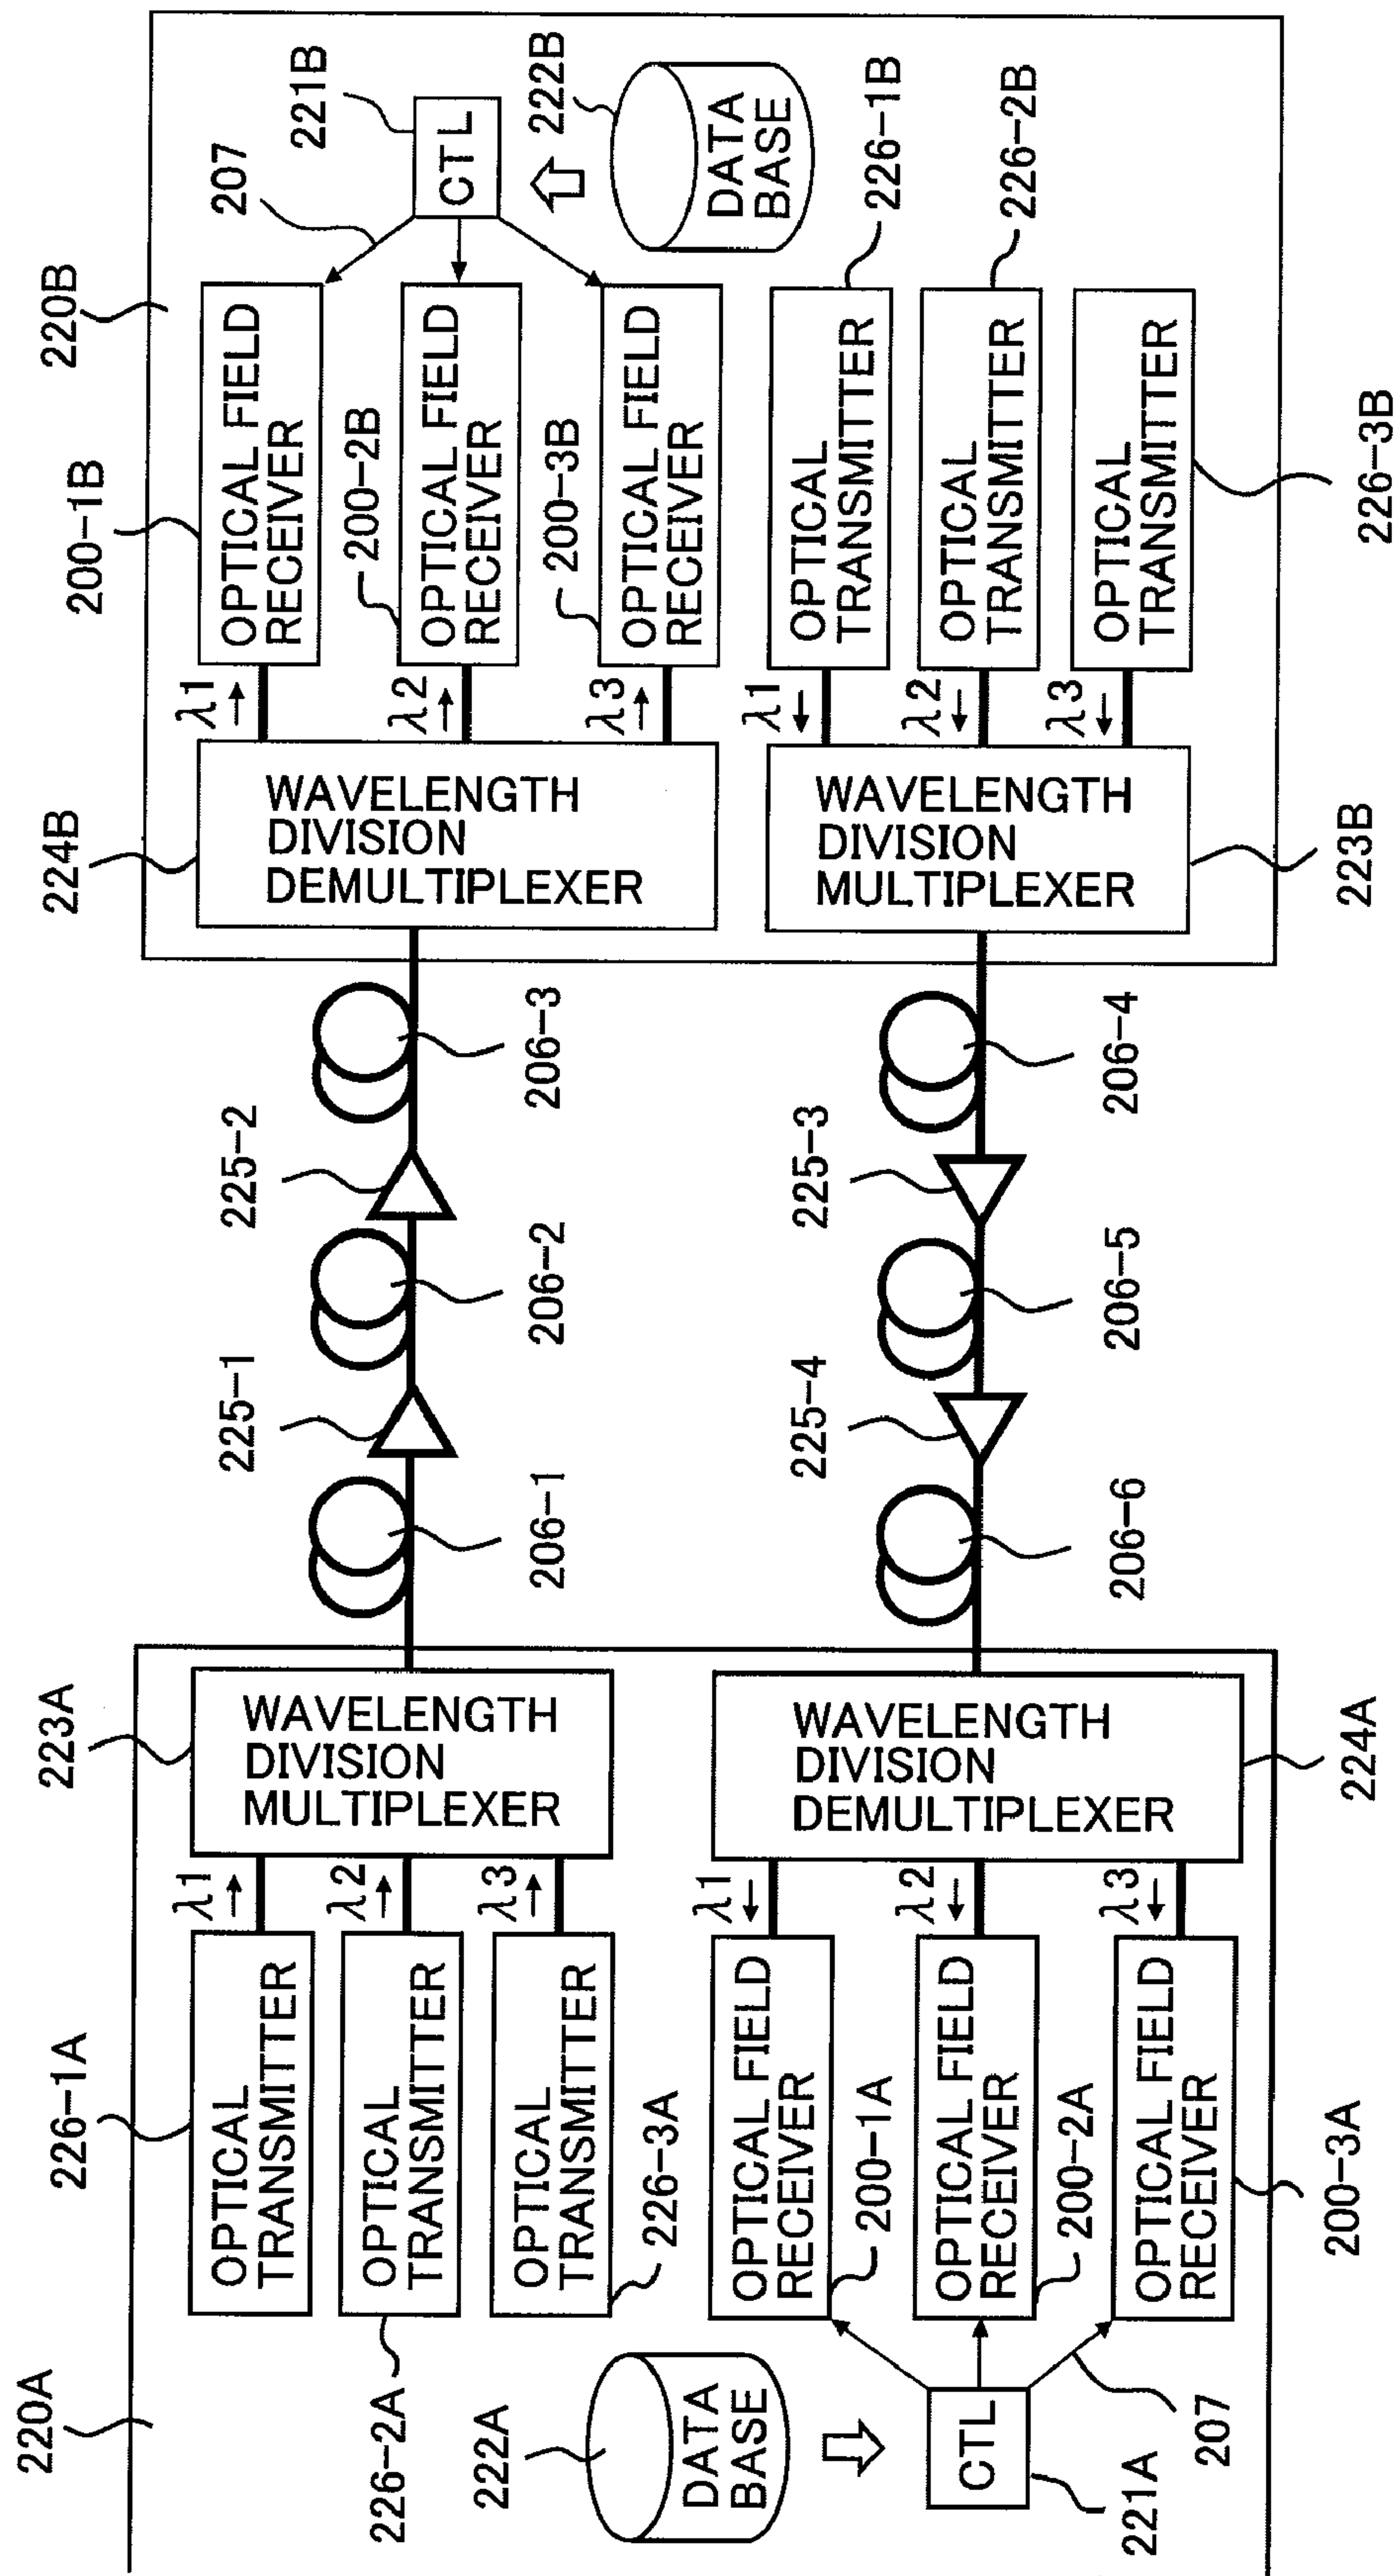 220A
226-1A
OPTICAL
TRANSMITTER
λ1
226-2A
OPTICAL
TRANSMITTER
λ2
OPTICAL
TRANSMITTER
226-3A
λ3
223A
WAVELENGTH
DIVISION
MULTIPLEXER
222A
DATA
BASE
CTL
221A
207
OPTICAL FIELD
RECEIVER
200-1A
λ1
OPTICAL FIELD
RECEIVER
200-2A
λ2
OPTICAL FIELD
RECEIVER
200-3A
λ3
WAVELENGTH
DIVISION
DEMULTIPLEXER
224A
206-1
225-1
206-2
225-2
206-3
206-6
225-4
206-5
225-3
206-4
220B
224B
WAVELENGTH
DIVISION
DEMULTIPLEXER
λ1
200-1B
OPTICAL FIELD
RECEIVER
λ2
200-2B
OPTICAL FIELD
RECEIVER
λ3
200-3B
OPTICAL FIELD
RECEIVER
207
221B
CTL
222B
DATA
BASE
WAVELENGTH
DIVISION
MULTIPLEXER
223B
λ1
OPTICAL
TRANSMITTER
226-1B
λ2
OPTICAL
TRANSMITTER
226-2B
λ3
OPTICAL
TRANSMITTER
226-3B